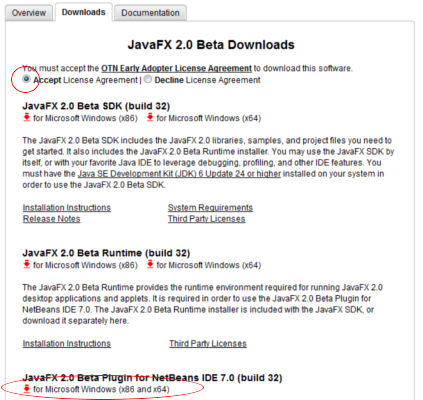 Overview Downloads Documentation
JavaFX 2.0 Beta Downloads
You must accept the OTN Early Adopter License Agreement to download this software.
Accept License Agreement | Decline License Agreement
JavaFX 2.0 Beta SDK (build 32)
for Microsoft Windows (x86) for Microsoft Windows (x64)
The JavaFX 2.0 Beta SDK includes the JavaFX 2.0 libraries, samples, and project files you need to
get started. It also includes the JavaFX 2.0 Beta Runtime installer. You may use the JavaFX SDK by
itself, or with your favorite Java IDE to leverage debugging, profiling, and other IDE features. You
must have the Java SE Development Kit (JDK) 6 Update 24 or higher installed on your system in
order to use the JavaFX 2.0 Beta SDK.
Installation Instructions System Requirements
Release Notes Third Party Licenses
JavaFX 2.0 Beta Runtime (build 32)
for Microsoft Windows (x86) for Microsoft Windows (x64)
The JavaFX 2.0 Beta Runtime provides the runtime environment required for running JavaFX 2.0
desktop applications and applets. It is required in order to use the JavaFX 2.0 Beta Plugin for
NetBeans IDE 7.0. The JavaFX 2.0 Beta Runtime installer is included with the JavaFX SDK, or
download it separately here.
Installation Instructions Third Party Licenses
JavaFX 2.0 Beta Plugin for NetBeans IDE 7.0 (build 32)
for Microsoft Windows (x86 and x64)